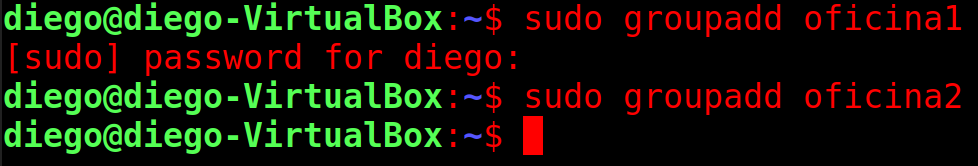 diego@diego-VirtualBox:~$ sudo groupadd oficina1
[sudo] password for diego:
diego@diego-VirtualBox:~$ sudo groupadd oficina2
diego@diego-VirtualBox:~$